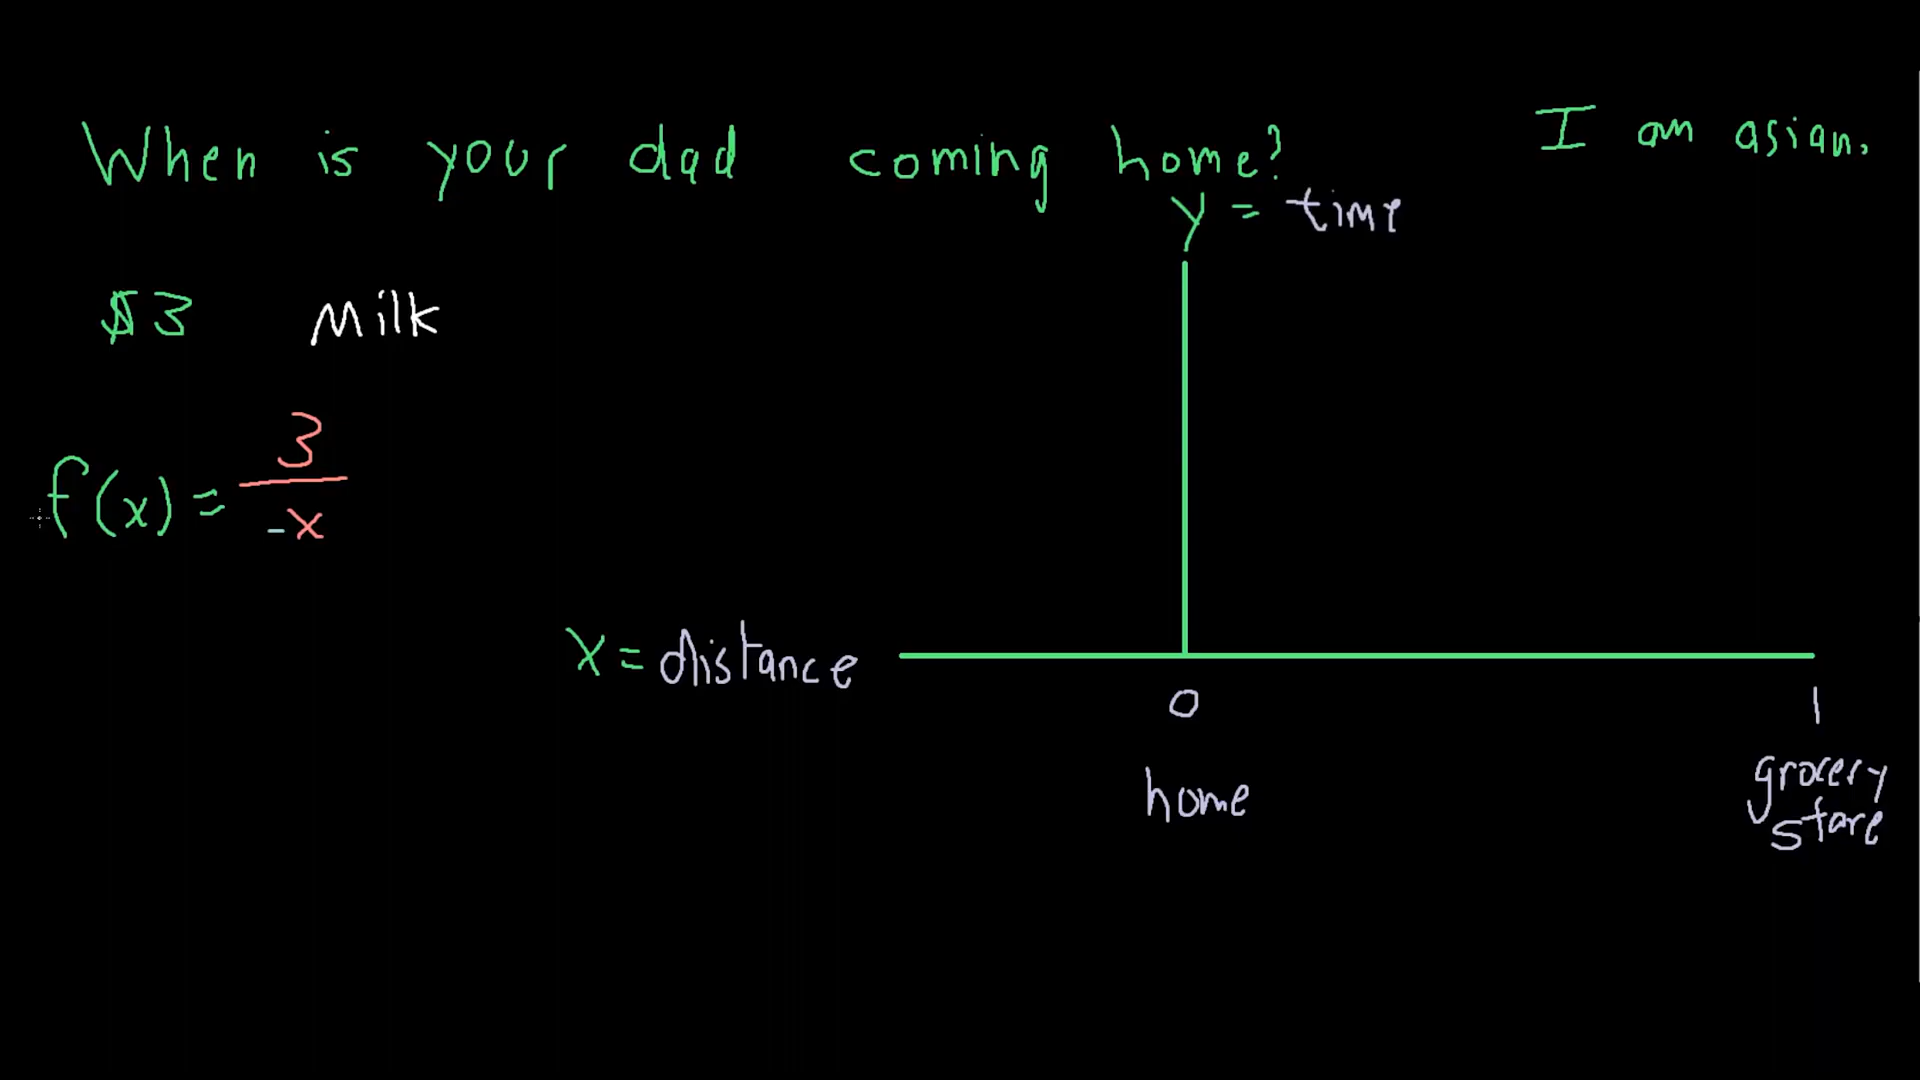 When is your dad coming home?
I am asian.
y = time
$3 Milk
f(x) = 3
-x
x = distance
0
1
home
grocery
store